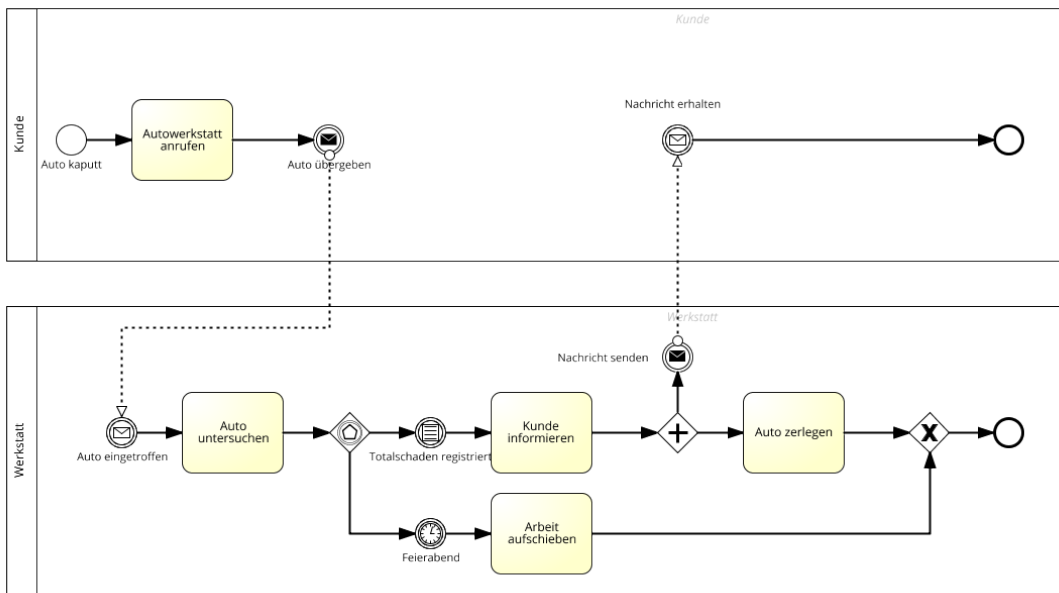 Kunde
Kunde
Nachricht erhalten
Autowerkstatt
anrufen
Auto kaputt
Auto übergeben
Werkstatt
Werkstatt
Nachricht senden
Auto
untersuchen
Kunde
informieren
Auto zerlegen
Auto eingetroffen
Totalschaden registriert
Arbeit
aufschieben
Feierabend